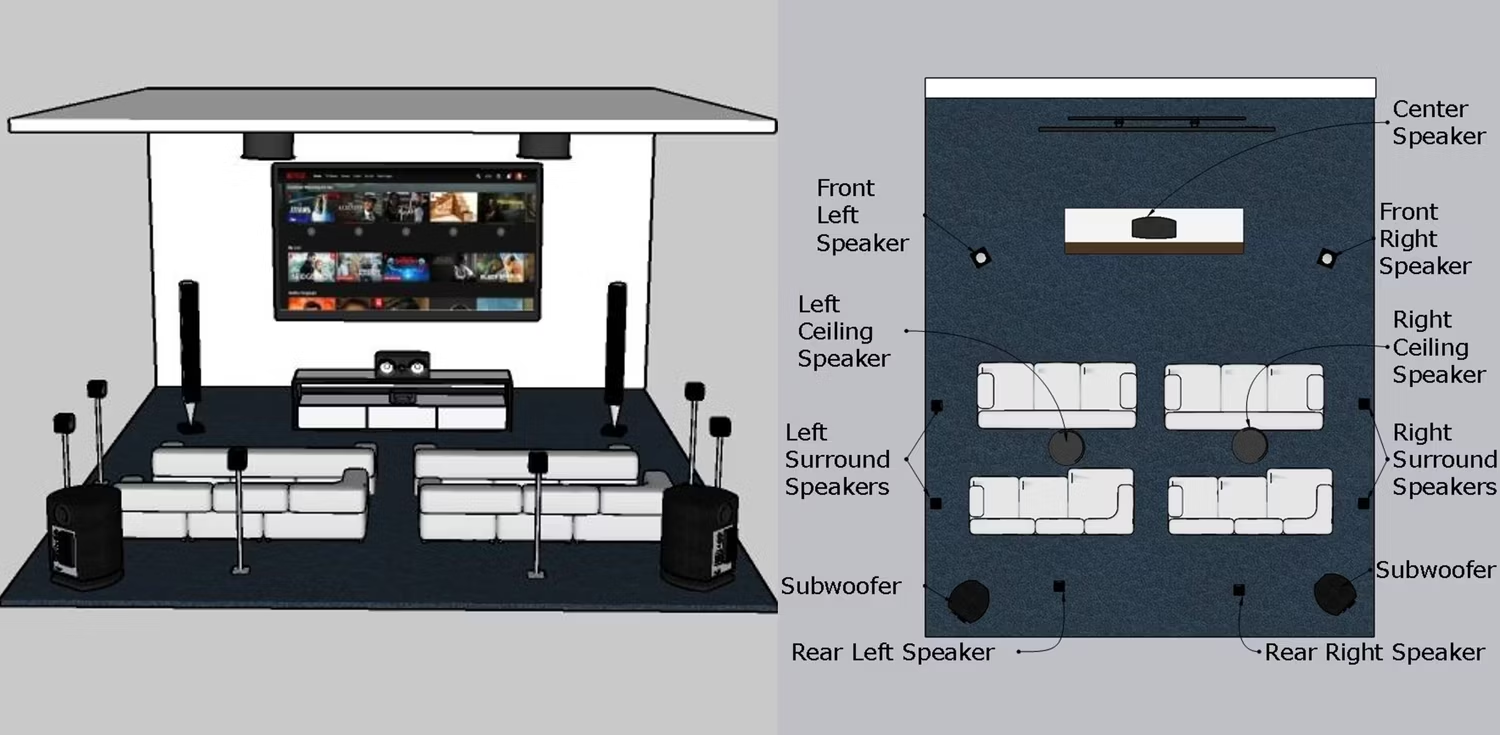 NETFLIX
Center
Speaker
Front
Left
Speaker
Front
Right
Speaker
Left
Ceiling
Speaker
Right
Ceiling
Speaker
Left
Surround
Speakers
Right
Surround
Speakers
Subwoofer
Subwoofer
Rear Left Speaker
Rear Right Speaker